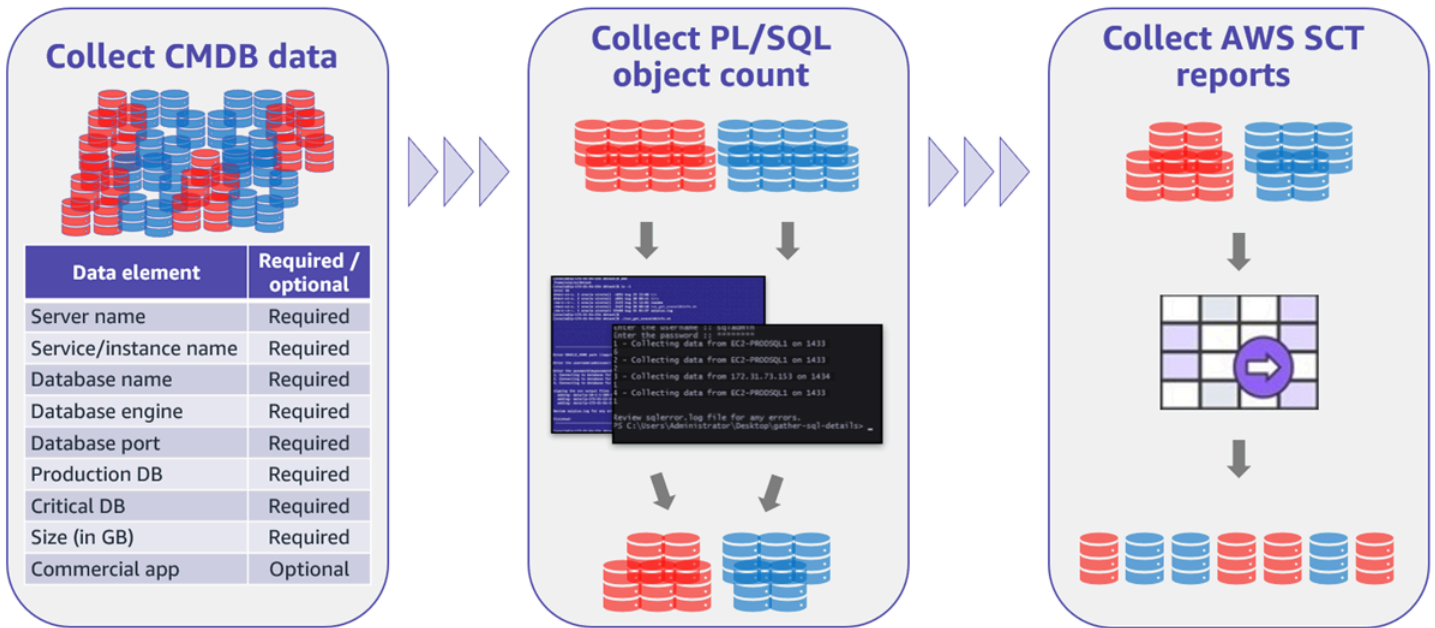 Collect CMDB data
Data element
Required /
optional
Server name Required
Service/instance name Required
Database name Required
Database engine Required
Database port Required
Production DB Required
Critical DB Required
Size (in GB) Required
Commercial app Optional
Collect PL/SQL
object count
Enter the username :: sqladmin
Enter the password :: ********
1 - Collecting data from EC2-PRODSQL1 on 1433
2 - Collecting data from EC2-PRODSQL1 on 1433
3 - Collecting data from 172.31.73.153 on 1434
4 - Collecting data from EC2-PRODSQL1 on 1433
Review sqlerror.log file for any errors.
PS C:\Users\Administrator\Desktop\gather-sql-details>
Collect AWS SCT
reports